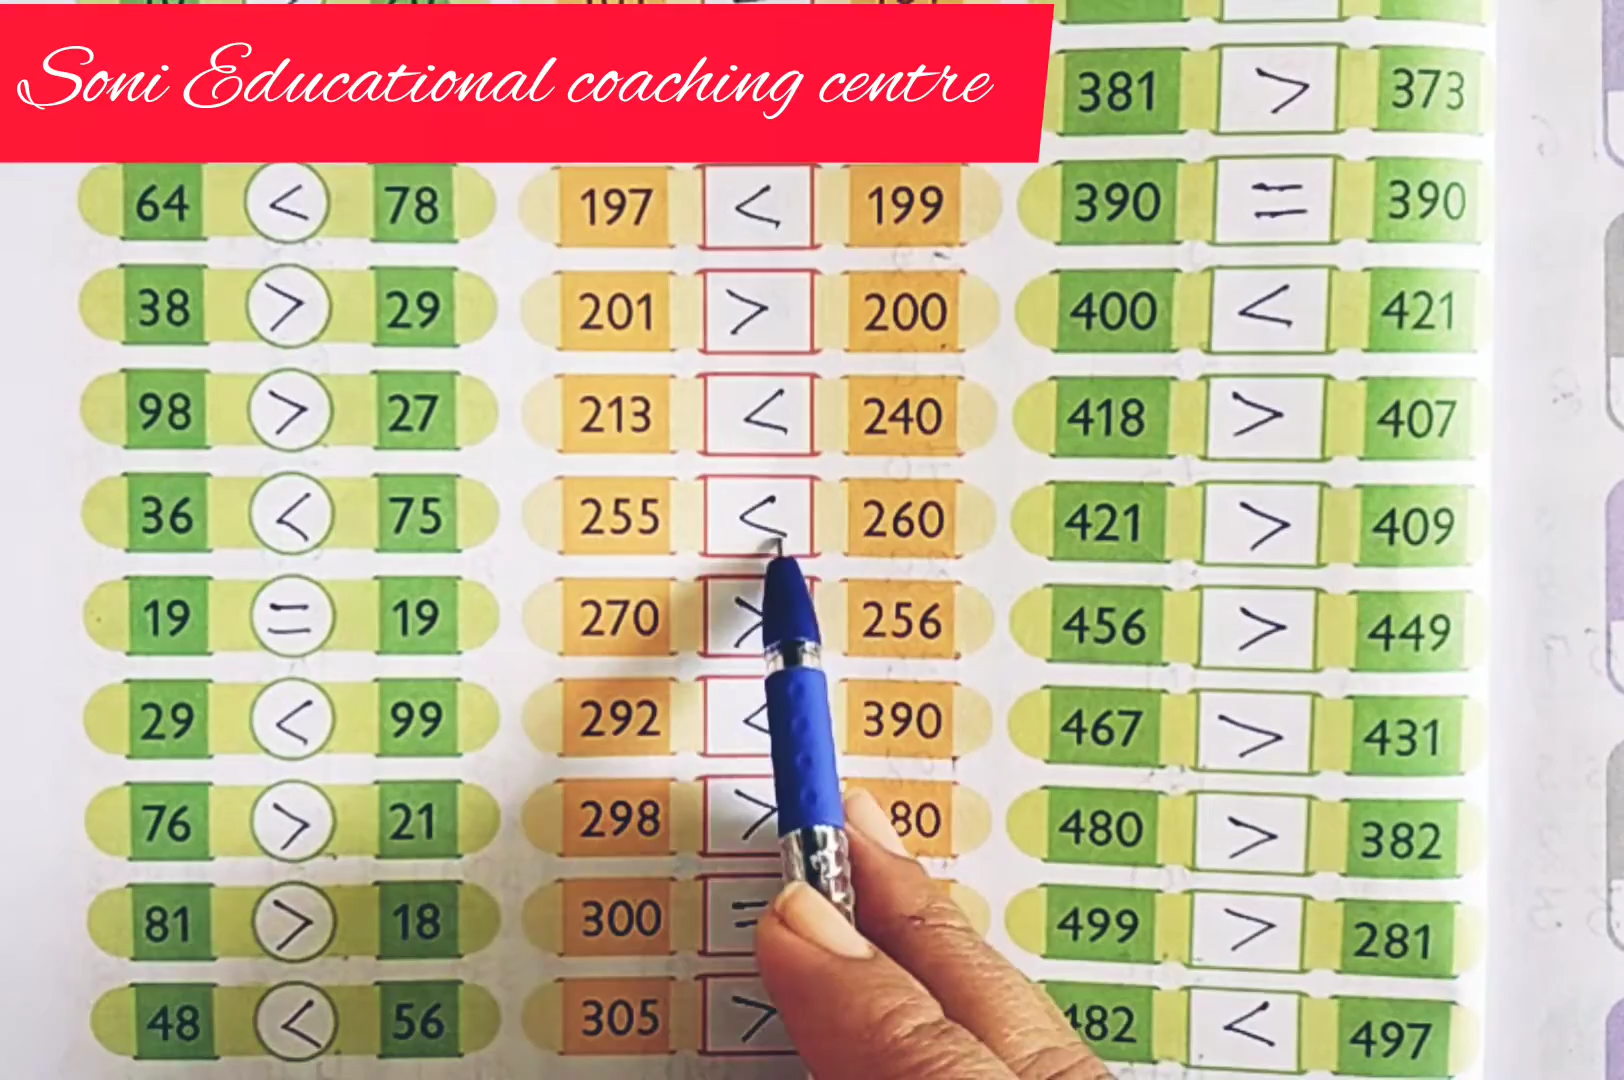 Soni Educational coaching centre
64 < 78
38 > 29
98 > 27
36 < 75
19 = 19
29 < 99
76 > 21
81 > 18
48 < 56
197 < 199
201 > 200
213 < 240
255 < 260
270 > 256
292 < 390
298 > 80
300 =
305 >
381 > 373
390 = 390
400 < 421
418 > 407
421 > 409
456 > 449
467 > 431
480 > 382
499 > 281
482 < 497